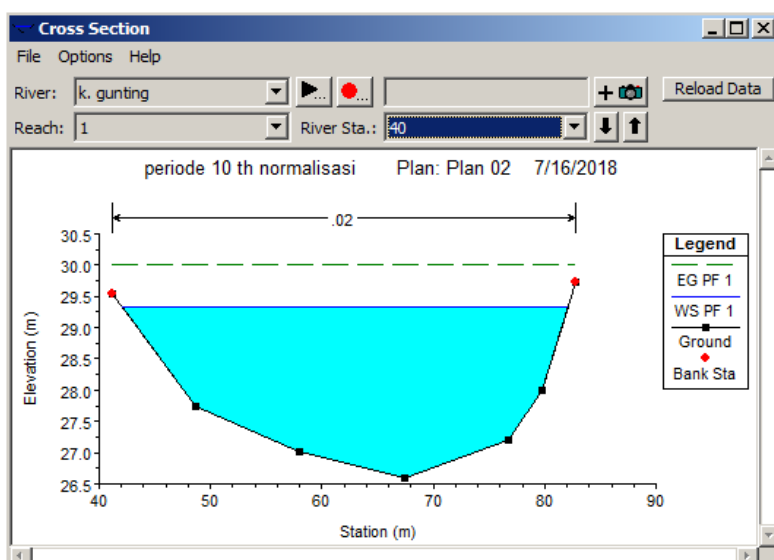 Cross Section
File Options Help
River: k. gunting ... ... + Reload Data
Reach: 1 River Sta.: 40
periode 10 th normalisasi Plan: Plan 02 7/16/2018
.02
30.5
30.0
29.5
29.0
28.5
28.0
27.5
27.0
26.5
Elevation (m)
40 50 60 70 80 90
Station (m)
Legend
EG PF 1
WS PF 1
Ground
Bank Sta